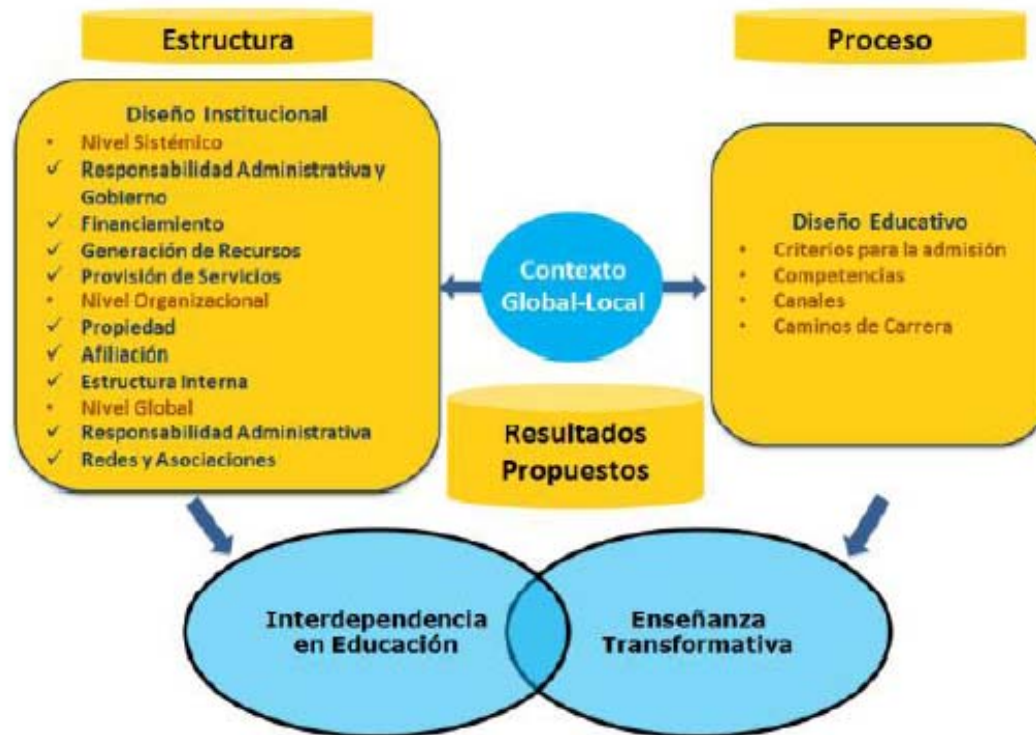 Estructura
Diseño Institucional
• Nivel Sistémico
✓ Responsabilidad Administrativa y
Gobierno
✓ Financiamiento
✓ Generación de Recursos
✓ Provisión de Servicios
• Nivel Organizacional
✓ Propiedad
✓ Afiliación
✓ Estructura Interna
• Nivel Global
✓ Responsabilidad Administrativa
✓ Redes y Asociaciones
Contexto
Global-Local
Proceso
Diseño Educativo
• Criterios para la admisión
• Competencias
• Canales
• Caminos de Carrera
Resultados
Propuestos
Interdependencia
en Educación
Enseñanza
Transformativa